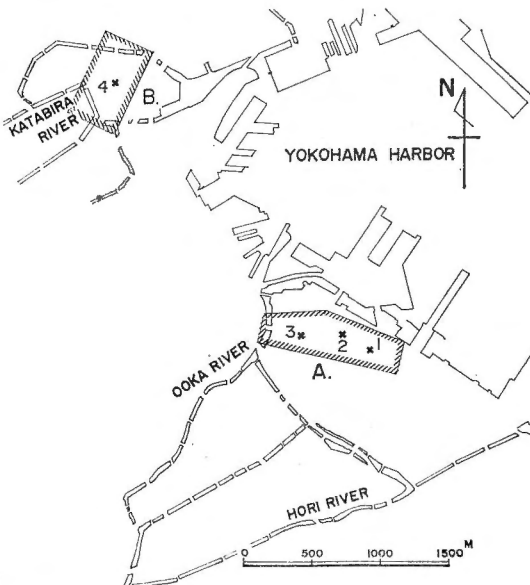 4
B.
KATABIRA
RIVER
N
YOKOHAMA HARBOR
3
2
1
A.
OOKA RIVER
HORI RIVER
0 500 1000 1500 M